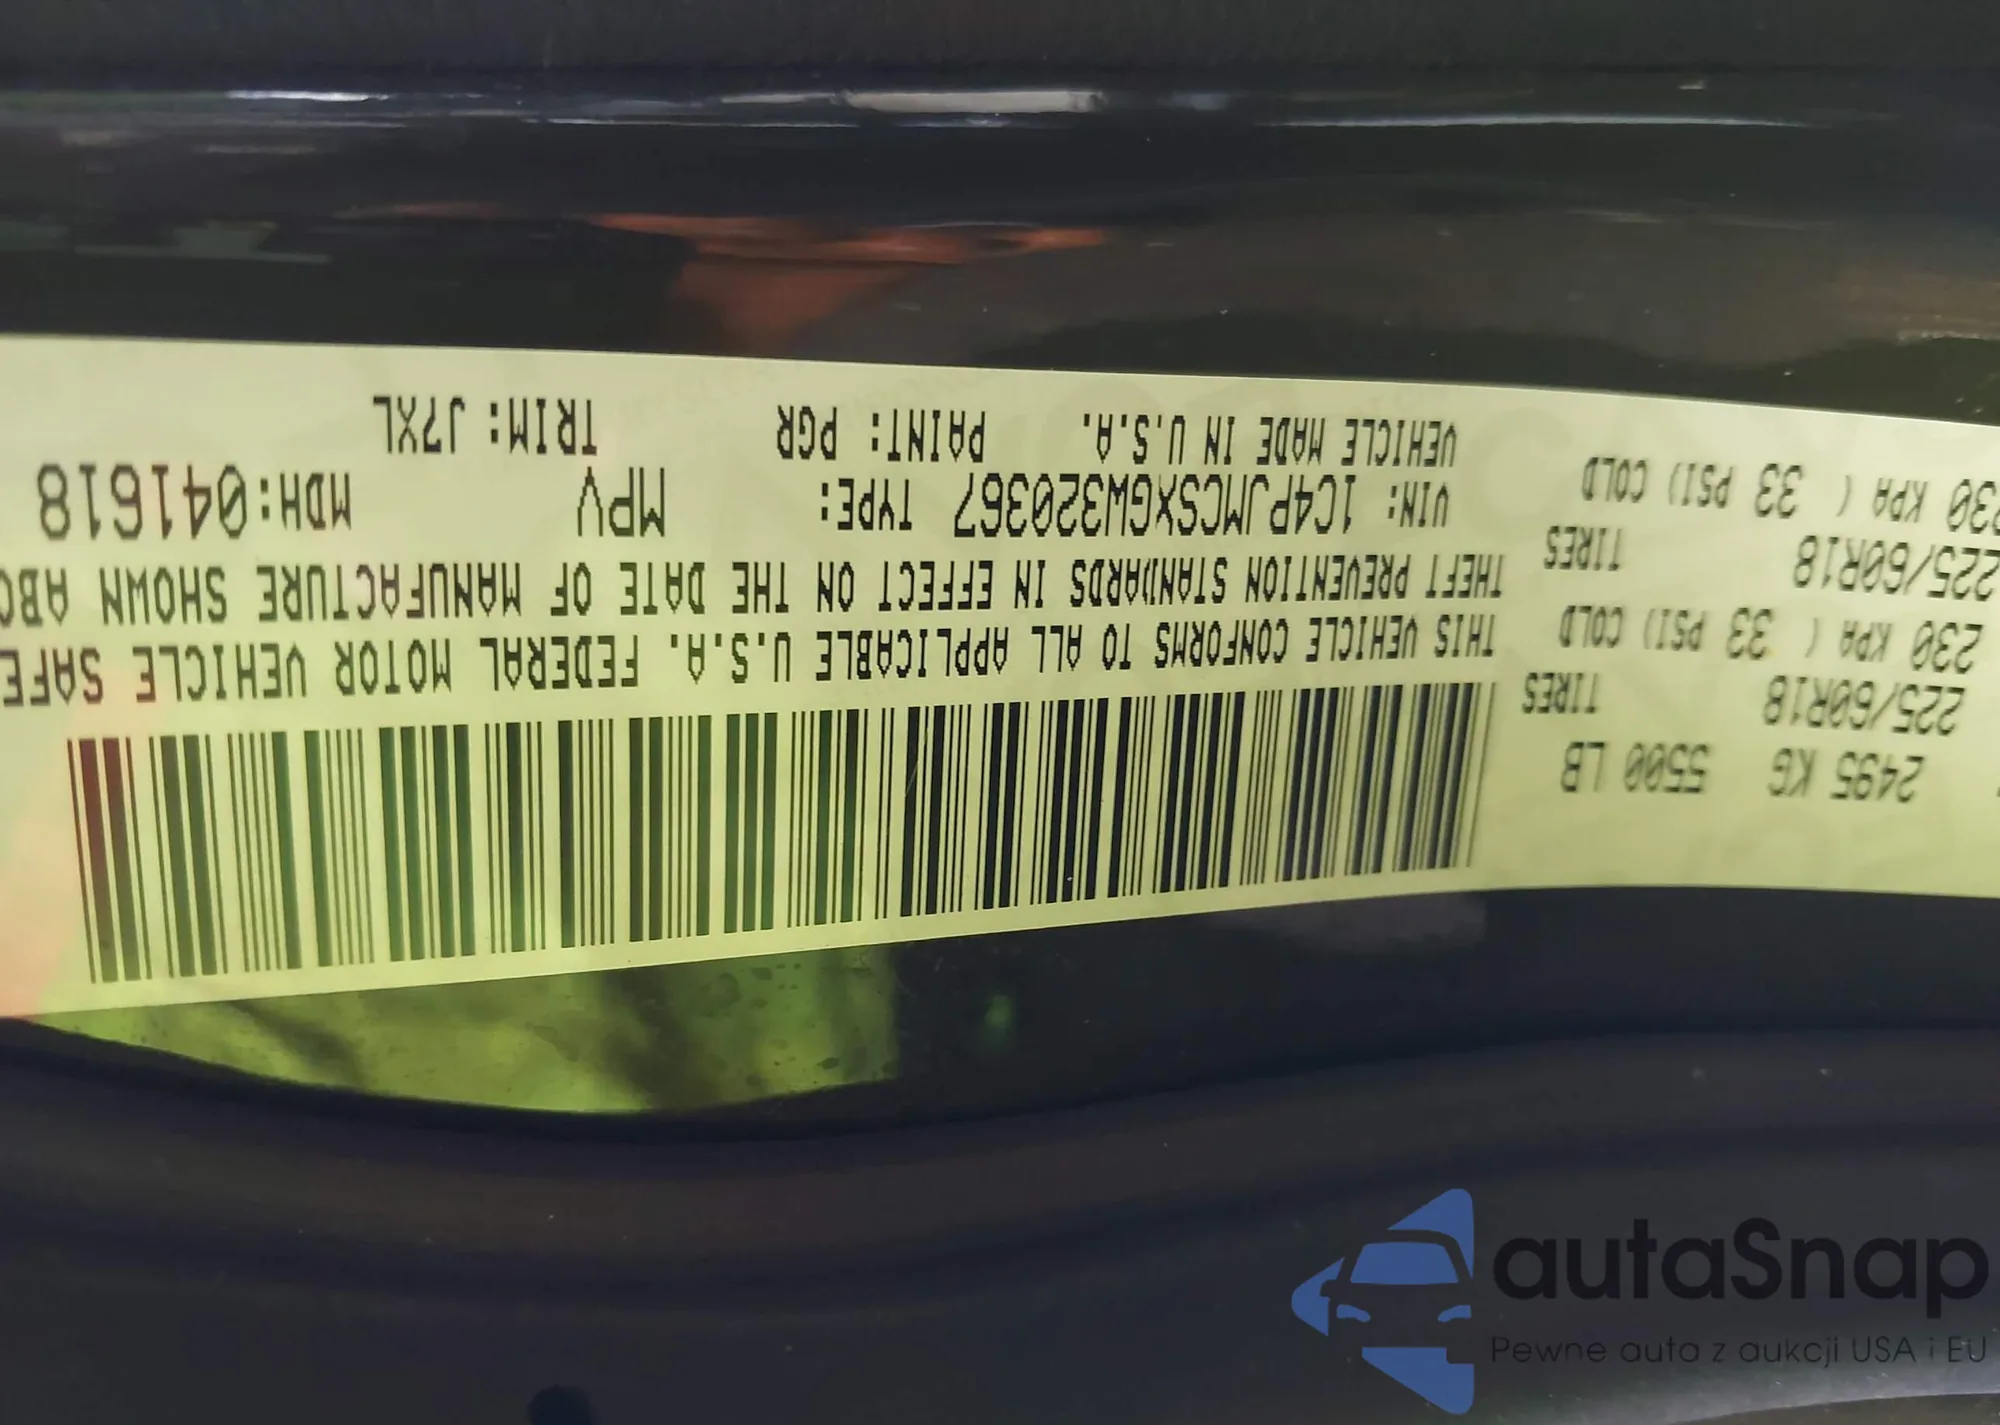 2495 KG 5500 LB
225/60R18 TIRES
230 KPA ( 33 PSI) COLD
225/60R18 TIRES
230 KPA ( 33 PSI) COLD
THIS VEHICLE CONFORMS TO ALL APPLICABLE U.S.A. FEDERAL MOTOR VEHICLE SAFE
THEFT PREVENTION STANDARDS IN EFFECT ON THE DATE OF MANUFACTURE SHOWN ABO
VIN: 1C4PJMCSXGW320367 TYPE: MPV MDH:041618
VEHICLE MADE IN U.S.A. PAINT: PGR TRIM: J7XL
autaSnap
Pewne auta z aukcji USA i EU